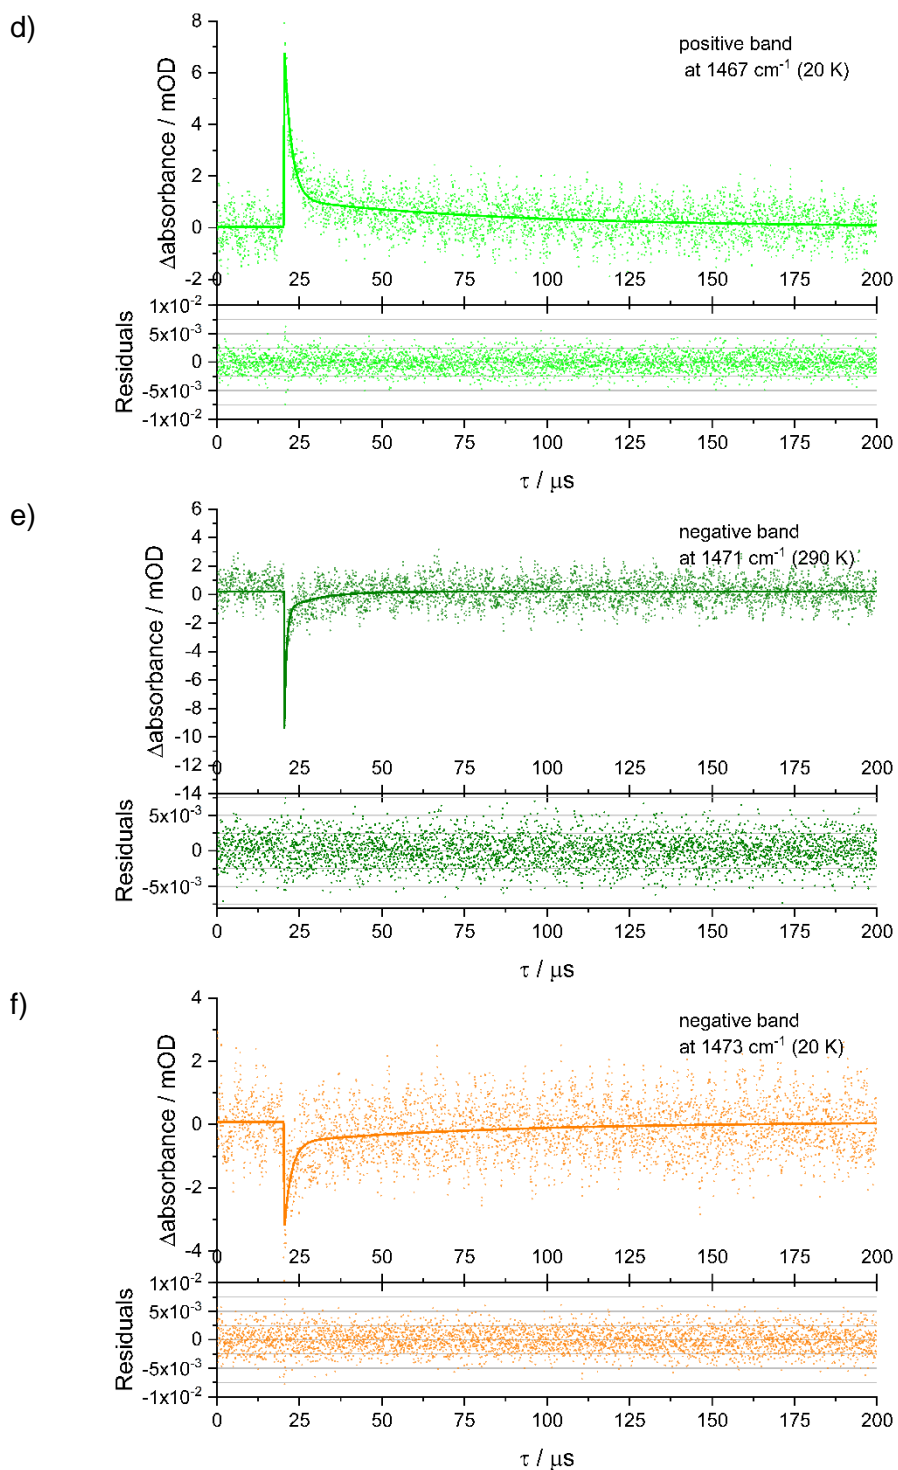 d)
positive band
at 1467 cm⁻¹ (20 K)
Δabsorbance / mOD
8
6
4
2
0
-2
0 25 50 75 100 125 150 175 200
Residuals
1x10⁻²
5x10⁻³
0
-5x10⁻³
-1x10⁻²
0 25 50 75 100 125 150 175 200
τ / μs
e)
negative band
at 1471 cm⁻¹ (290 K)
Δabsorbance / mOD
6
4
2
0
-2
-4
-6
-8
-10
-12
-14
0 25 50 75 100 125 150 175 200
Residuals
5x10⁻³
0
-5x10⁻³
0 25 50 75 100 125 150 175 200
τ / μs
f)
negative band
at 1473 cm⁻¹ (20 K)
Δabsorbance / mOD
4
2
0
-2
-4
0 25 50 75 100 125 150 175 200
Residuals
1x10⁻²
5x10⁻³
0
-5x10⁻³
-1x10⁻²
0 25 50 75 100 125 150 175 200
τ / μs